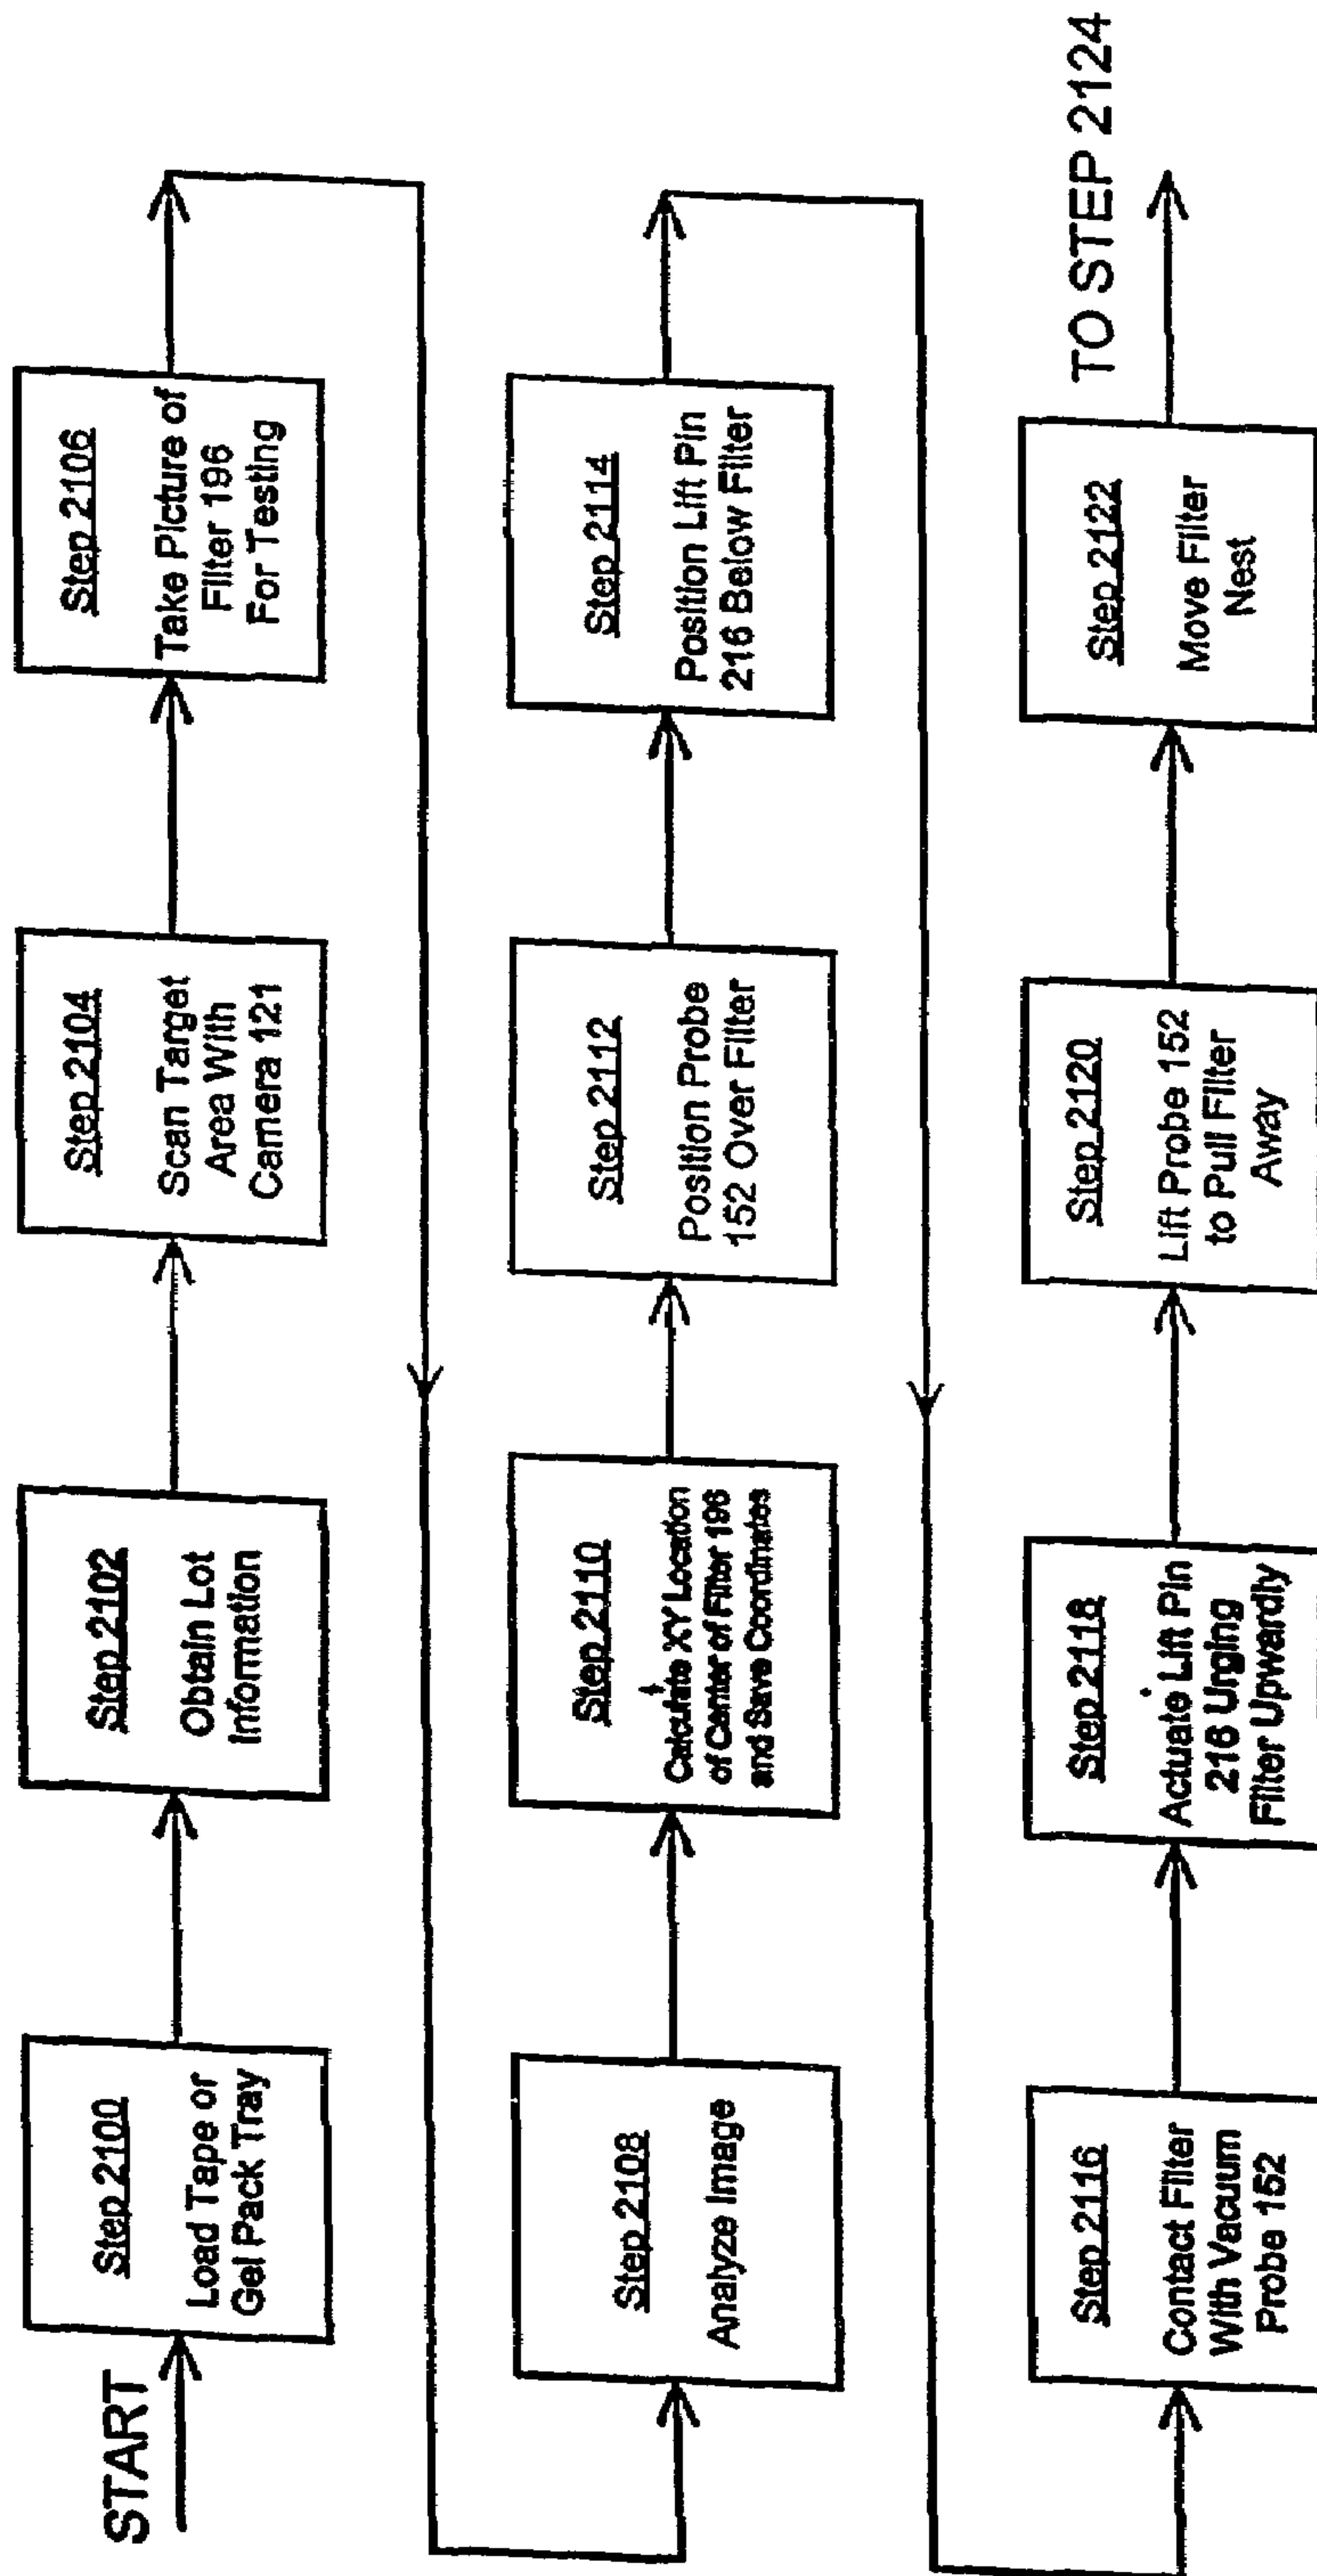 START
Step 2100
Load Tape or
Gel Pack Tray
Step 2102
Obtain Lot
Information
Step 2104
Scan Target
Area With
Camera 121
Step 2106
Take Picture of
Filter 196
For Testing
Step 2108
Analyze Image
Step 2110
Calculate XY Location
of Center of Filter 196
and Save Coordinates
Step 2112
Position Probe
152 Over Filter
Step 2114
Position Lift Pin
216 Below Filter
Step 2116
Contact Filter
With Vacuum
Probe 152
Step 2118
Actuate Lift Pin
216 Urging
Filter Upwardly
Step 2120
Lift Probe 152
to Pull Filter
Away
Step 2122
Move Filter
Nest
TO STEP 2124